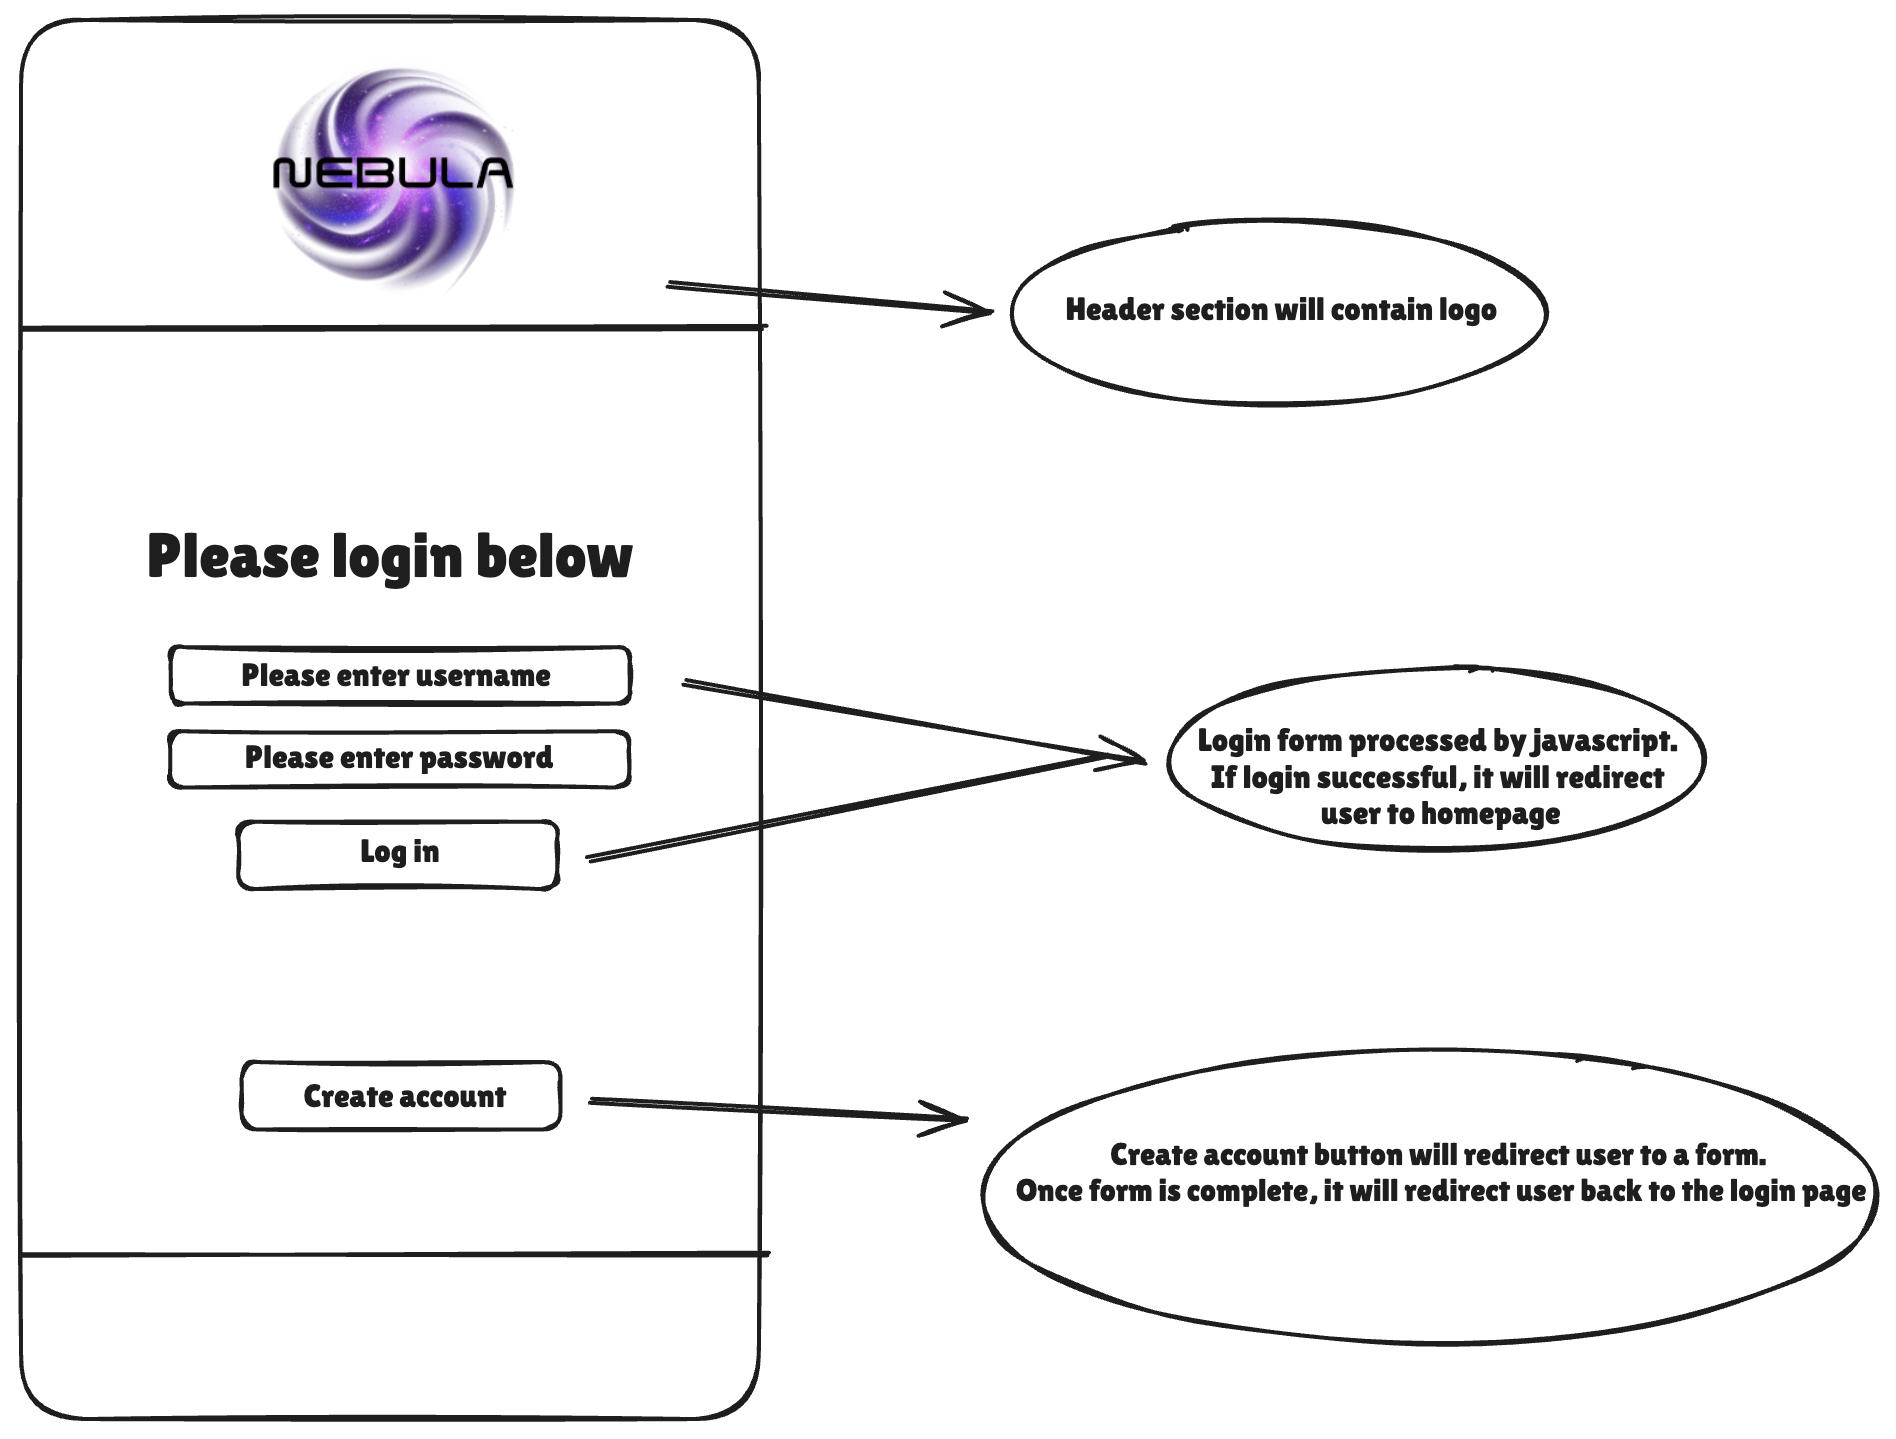 NEBULA
Header section will contain logo
Please login below
Please enter username
Please enter password
Log in
Login form processed by javascript.
If login successful, it will redirect
user to homepage
Create account
Create account button will redirect user to a form.
Once form is complete, it will redirect user back to the login page